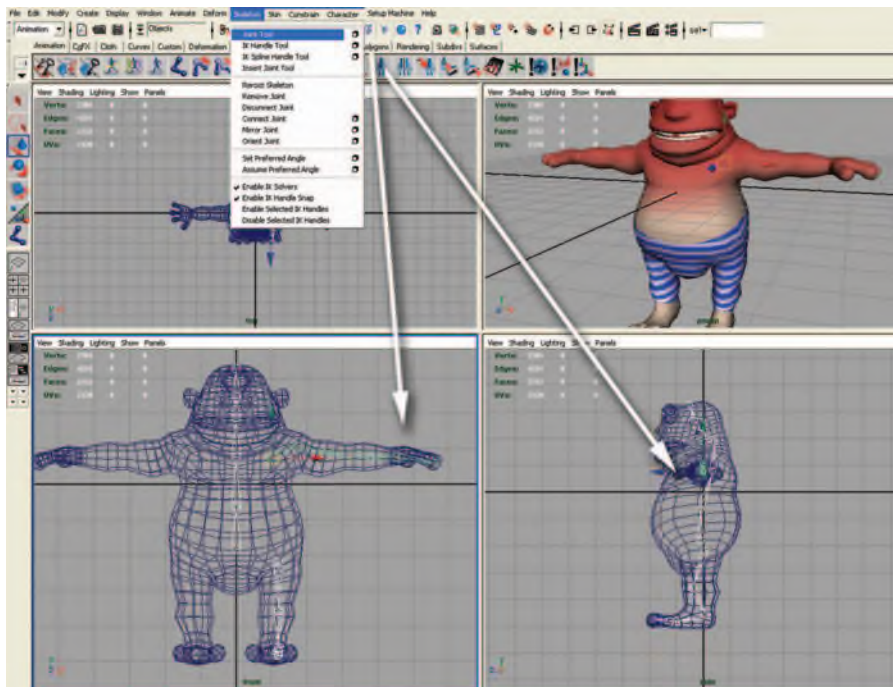 File Edit Modify Create Display Window Animate Deform Skeleton Skin Constrain Character Setup Machine Help
Animation Objects sel-
Animation CgFX Cloth Curves Custom Deformation Polygons Rendering Subdivs Surfaces
Joint Tool
IK Handle Tool
IK Spline Handle Tool
Insert Joint Tool
Reroot Skeleton
Remove Joint
Disconnect Joint
Connect Joint
Mirror Joint
Orient Joint
Set Preferred Angle
Assume Preferred Angle
Enable IK Solvers
Enable IK Handle Snap
Enable Selected IK Handles
Disable Selected IK Handles
View Shading Lighting Show Panels
Verts:
Edges:
Faces:
UVs:
top
View Shading Lighting Show Panels
Verts:
Edges:
Faces:
UVs:
persp
View Shading Lighting Show Panels
Verts:
Edges:
Faces:
UVs:
front
View Shading Lighting Show Panels
Verts:
Edges:
Faces:
UVs:
side